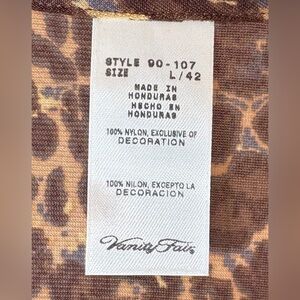 STYLE 90-107
SIZE L/42
MADE IN
HONDURAS
HECHO EN
HONDURAS
100% NYLON, EXCLUSIVE OF
DECORATION
100% NILON, EXCEPTO LA
DECORACION
Vanity Fair